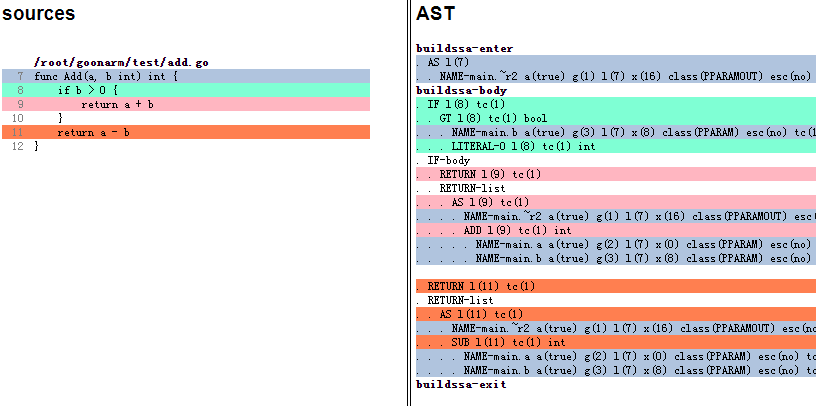 sources
/root/goonarm/test/add.go
7 func Add(a, b int) int {
8 if b > 0 {
9 return a + b
10 }
11 return a - b
12 }
AST
buildssa-enter
. AS l(7)
. . NAME-main.~r2 a(true) g(1) l(7) x(16) class(PPARAMOUT) esc(no)
buildssa-body
. IF l(8) tc(1)
. . GT l(8) tc(1) bool
. . . NAME-main.b a(true) g(3) l(7) x(8) class(PPARAM) esc(no) tc(1
. . . LITERAL-0 l(8) tc(1) int
. IF-body
. . RETURN l(9) tc(1)
. . RETURN-list
. . . AS l(9) tc(1)
. . . . NAME-main.~r2 a(true) g(1) l(7) x(16) class(PPARAMOUT) esc(
. . . . ADD l(9) tc(1) int
. . . . . NAME-main.a a(true) g(2) l(7) x(0) class(PPARAM) esc(no)
. . . . . NAME-main.b a(true) g(3) l(7) x(8) class(PPARAM) esc(no)
. RETURN l(11) tc(1)
. RETURN-list
. . AS l(11) tc(1)
. . . NAME-main.~r2 a(true) g(1) l(7) x(16) class(PPARAMOUT) esc(no
. . . SUB l(11) tc(1) int
. . . . NAME-main.a a(true) g(2) l(7) x(0) class(PPARAM) esc(no) tc
. . . . NAME-main.b a(true) g(3) l(7) x(8) class(PPARAM) esc(no) tc
buildssa-exit